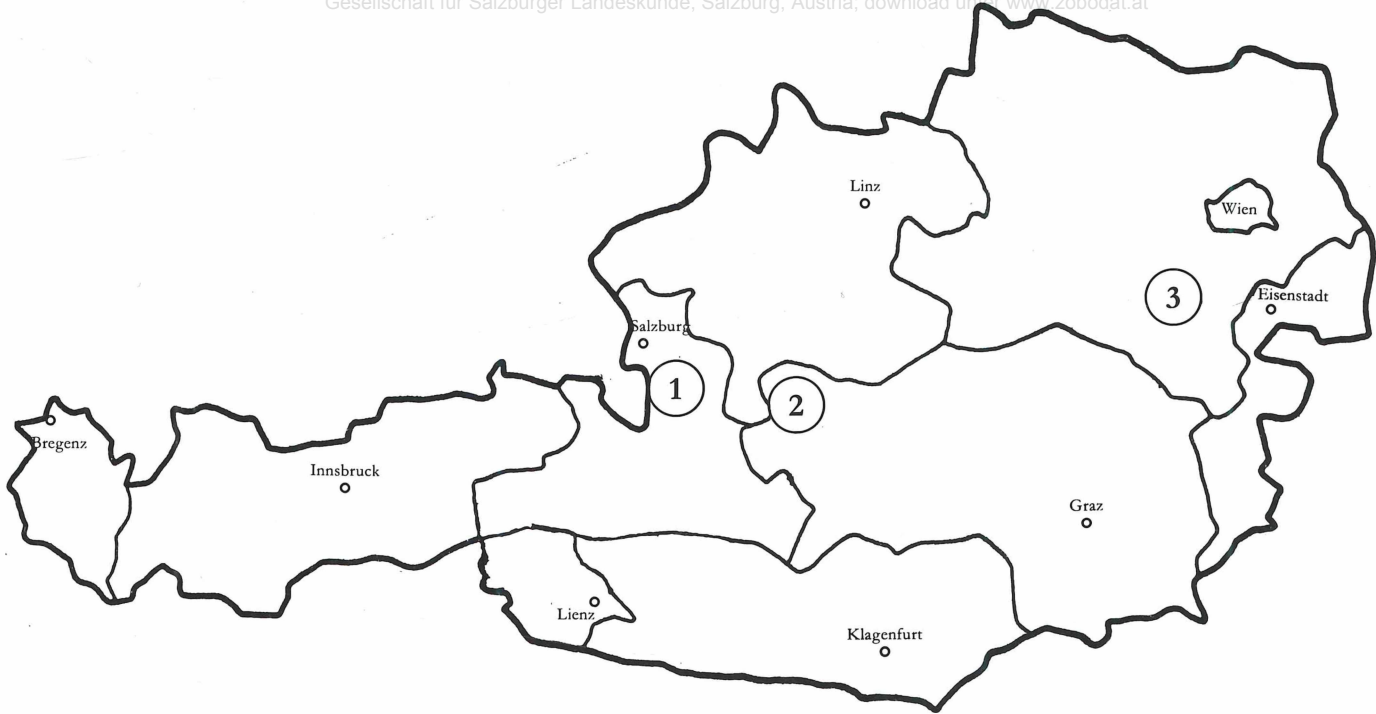 Gesellschaft für Salzburger Landeskunde, Salzburg, Austria, download unter www.zobodat.at
Linz
Wien
3
Eisenstadt
Salzburg
1
2
Bregenz
Innsbruck
Graz
Lienz
Klagenfurt